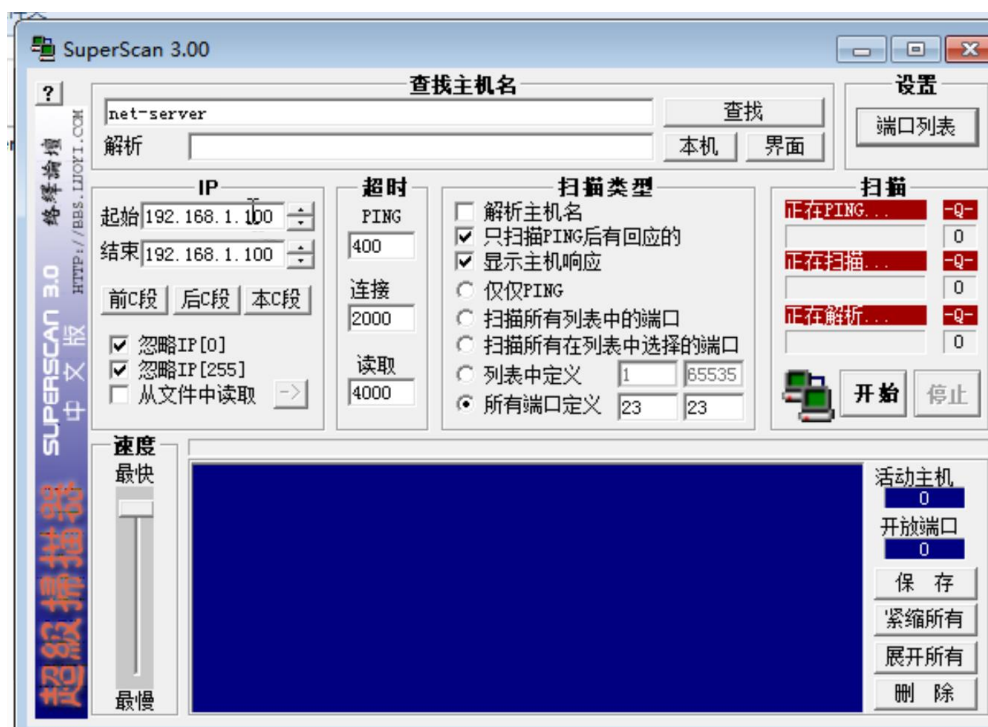 SuperScan 3.00
?
查找主机名
net-server
查找
解析
本机
界面
设置
端口列表
IP
起始
192.168.1.100
结束
192.168.1.100
前C段
后C段
本C段
忽略IP[0]
忽略IP[255]
从文件中读取
->
超时
PING
400
连接
2000
读取
4000
扫描类型
解析主机名
只扫描PING后有回应的
显示主机响应
仅仅PING
扫描所有列表中的端口
扫描所有在列表中选择的端口
列表中定义
1
65535
所有端口定义
23
23
扫描
正在PING...
-Q-
0
正在扫描...
-Q-
0
正在解析...
-Q-
0
开始
停止
速度
最快
最慢
活动主机
0
开放端口
0
保 存
紧缩所有
展开所有
删 除
超級掃描器
SUPERSCAN 3.0
中文版
络绎論壇
HTTP://BBS.LUOYI.COM